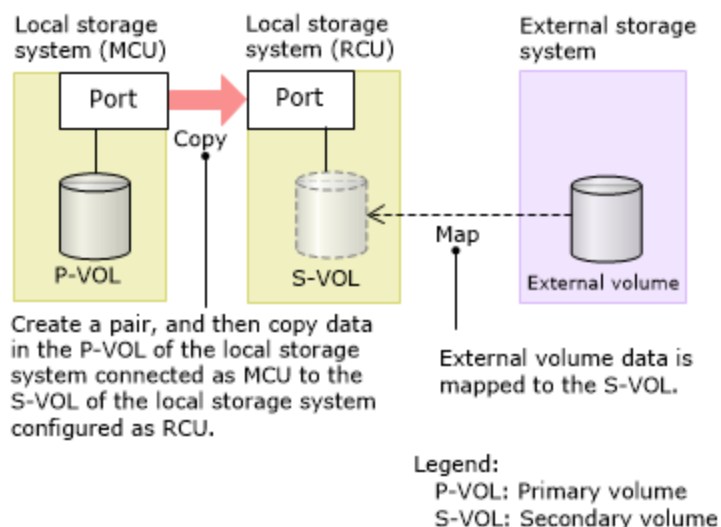 Local storage
system (MCU)
Local storage
system (RCU)
External storage
system
Port
Port
Copy
Map
P-VOL
S-VOL
External volume
Create a pair, and then copy data
in the P-VOL of the local storage
system connected as MCU to the
S-VOL of the local storage system
configured as RCU.
External volume data is
mapped to the S-VOL.
Legend:
P-VOL: Primary volume
S-VOL: Secondary volume